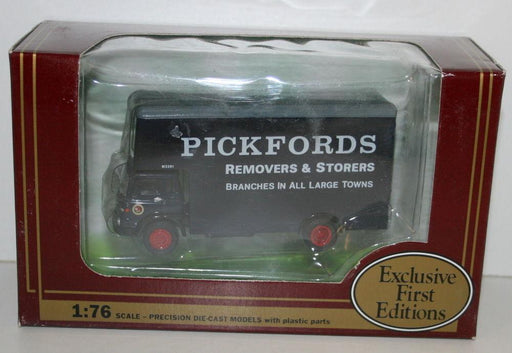 PICKFORDS
REMOVERS & STORERS
BRANCHES IN ALL LARGE TOWNS
Exclusive
First
Editions
1:76 SCALE – PRECISION DIE-CAST MODELS with plastic parts